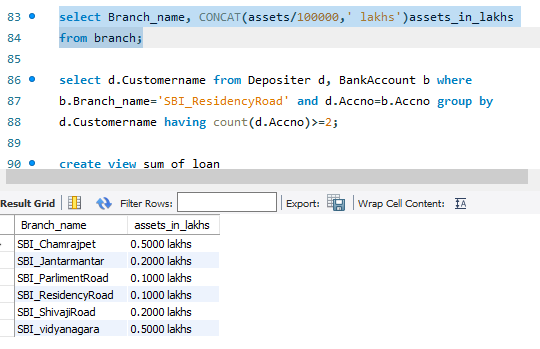 83 select Branch_name, CONCAT(assets/100000,' lakhs')assets_in_lakhs
84 from branch;
85
86 select d.Customername from Depositer d, BankAccount b where
87 b.Branch_name='SBI_ResidencyRoad' and d.Accno=b.Accno group by
88 d.Customername having count(d.Accno)>=2;
89
90 create view sum of loan
Result Grid Filter Rows: Export: Wrap Cell Content:
Branch_name assets_in_lakhs
SBI_Chamrajpet 0.5000 lakhs
SBI_Jantarmantar 0.2000 lakhs
SBI_ParlimentRoad 0.1000 lakhs
SBI_ResidencyRoad 0.1000 lakhs
SBI_ShivajiRoad 0.2000 lakhs
SBI_vidyanagara 0.5000 lakhs